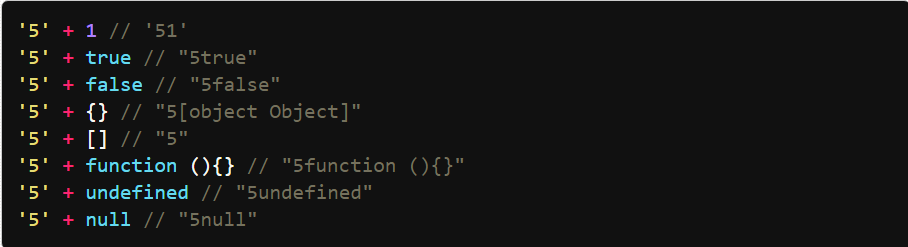 '5' + 1 // '51'
'5' + true // "5true"
'5' + false // "5false"
'5' + {} // "5[object Object]"
'5' + [] // "5"
'5' + function (){} // "5function (){}"
'5' + undefined // "5undefined"
'5' + null // "5null"